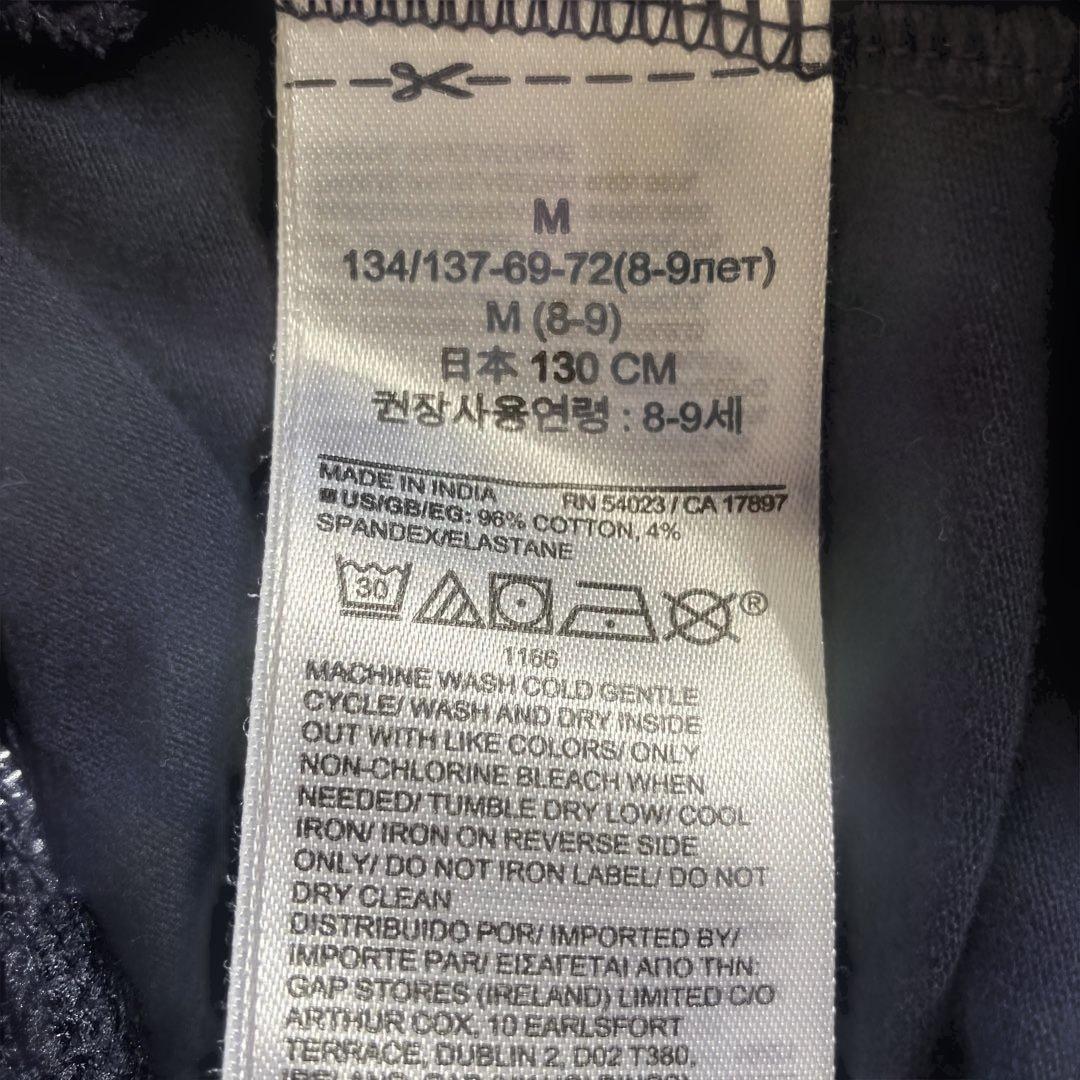 M
134/137-69-72(8-9лет)
M (8-9)
日本 130 CM
권장사용연령 : 8-9세
MADE IN INDIA RN 54023 / CA 17897
US/GB/EG: 96% COTTON, 4%
SPANDEX/ELASTANE
30 ®
1166
MACHINE WASH COLD GENTLE
CYCLE/ WASH AND DRY INSIDE
OUT WITH LIKE COLORS/ ONLY
NON-CHLORINE BLEACH WHEN
NEEDED/ TUMBLE DRY LOW/ COOL
IRON/ IRON ON REVERSE SIDE
ONLY/ DO NOT IRON LABEL/ DO NOT
DRY CLEAN
DISTRIBUIDO POR/ IMPORTED BY/
IMPORTE PAR/ ΕΙΣΑΓΕΤΑΙ ΑΠΟ ΤΗΝ:
GAP STORES (IRELAND) LIMITED C/O
ARTHUR COX, 10 EARLSFORT
TERRACE, DUBLIN 2, D02 T380,